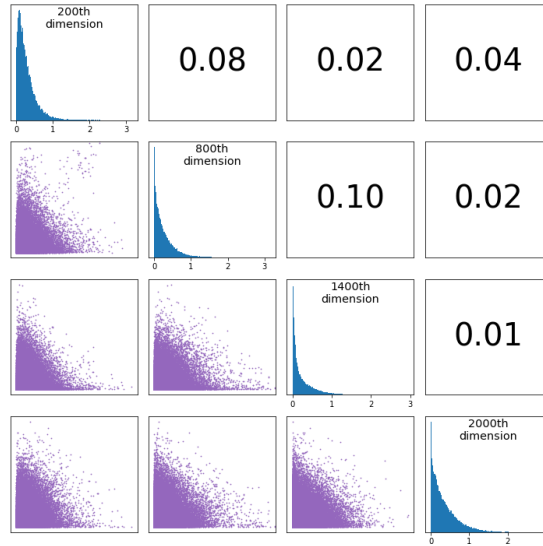 200th
dimension
0.08
0.02
0.04
0 1 2 3
800th
dimension
0.10
0.02
0 1 2 3
1400th
dimension
0.01
0 1 2 3
2000th
dimension
0 1 2